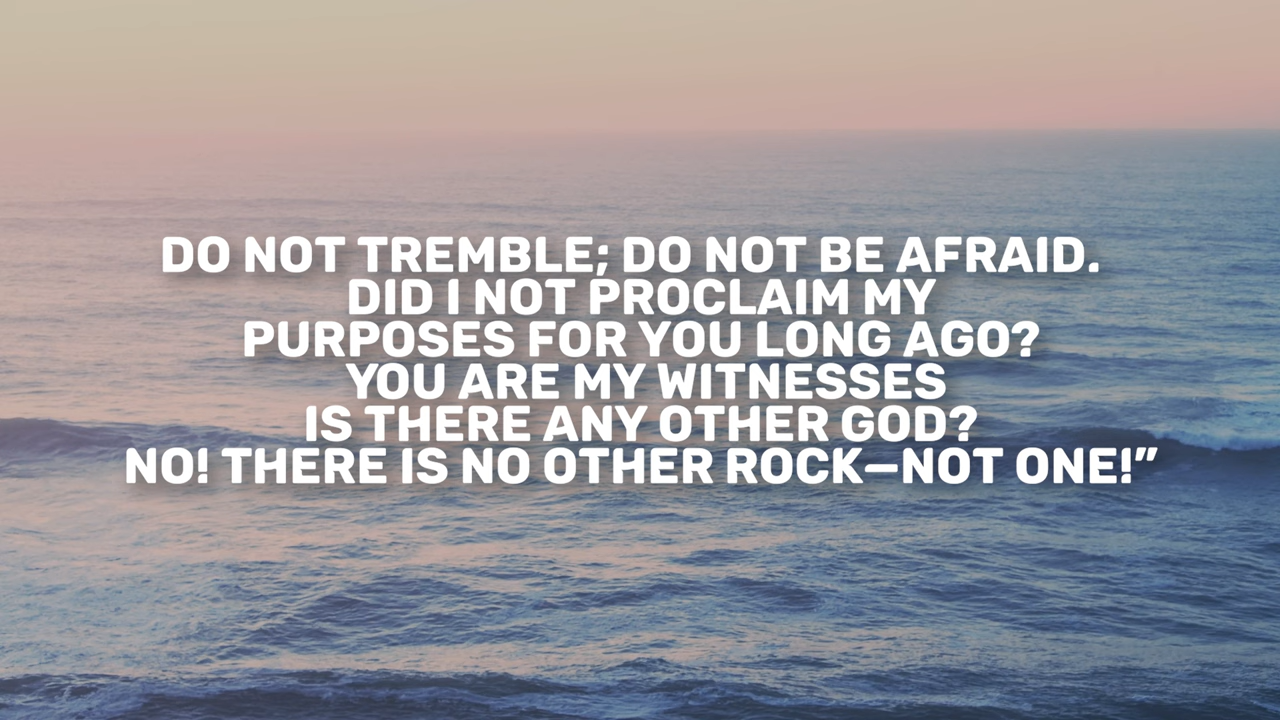 DO NOT TREMBLE; DO NOT BE AFRAID.
DID I NOT PROCLAIM MY
PURPOSES FOR YOU LONG AGO?
YOU ARE MY WITNESSES
IS THERE ANY OTHER GOD?
NO! THERE IS NO OTHER ROCK—NOT ONE!”